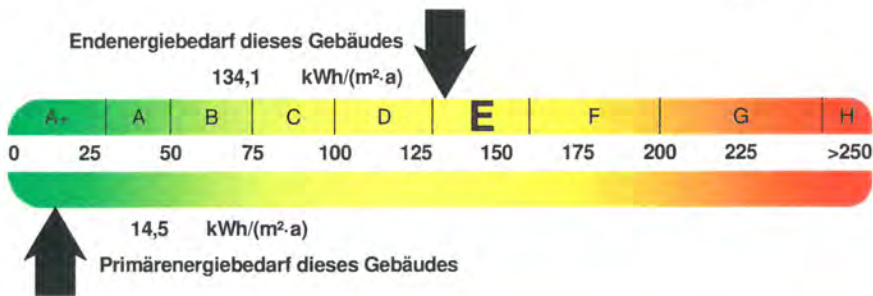 Endenergiebedarf dieses Gebäudes
134,1 kWh/(m²·a)
A+ A B C D E F G H
0 25 50 75 100 125 150 175 200 225 >250
14,5 kWh/(m²·a)
Primärenergiebedarf dieses Gebäudes